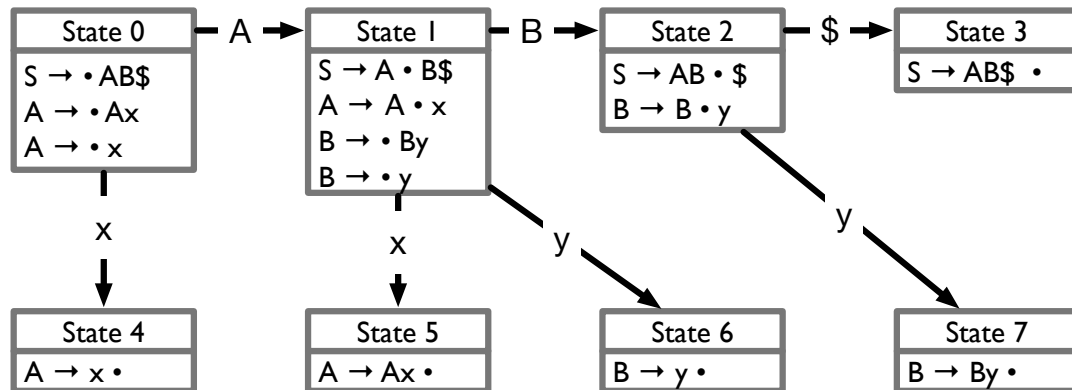 State 0
A
State 1
B
State 2
$
State 3
S → • AB$
A → • Ax
A → • x
S → A • B$
A → A • x
B → • By
B → • y
S → AB • $
B → B • y
S → AB$ •
x
x
y
y
State 4
State 5
State 6
State 7
A → x •
A → Ax •
B → y •
B → By •